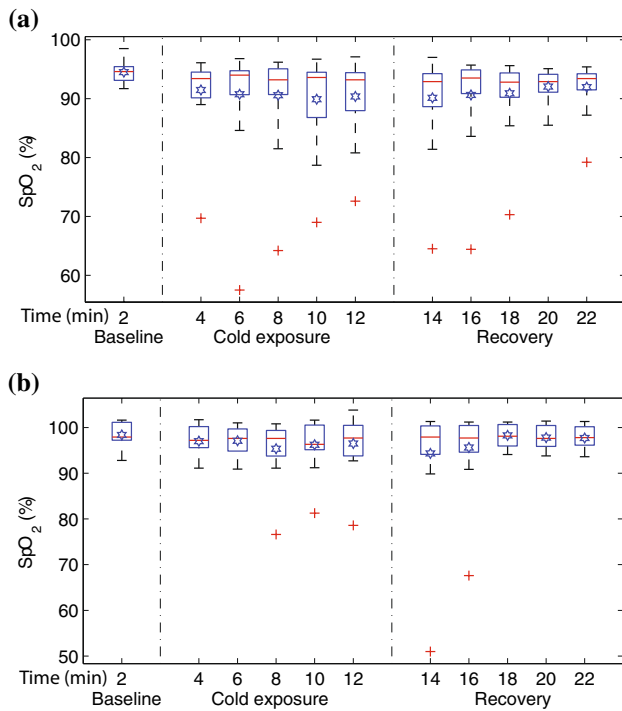 (a)
100
90
80
70
60
SpO2 (%)
Time (min) 2 4 6 8 10 12 14 16 18 20 22
Baseline Cold exposure Recovery
(b)
100
90
80
70
60
50
SpO2 (%)
Time (min) 2 4 6 8 10 12 14 16 18 20 22
Baseline Cold exposure Recovery